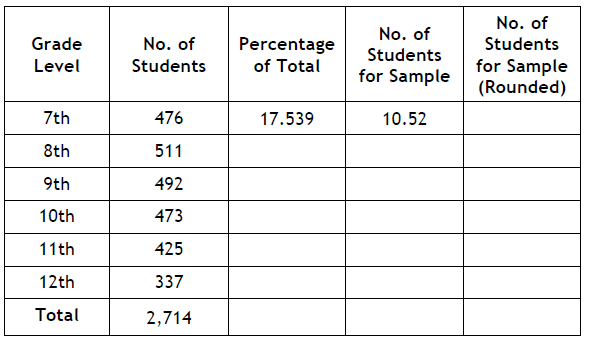 Grade Level
No. of Students
Percentage of Total
No. of Students for Sample
No. of Students for Sample (Rounded)
7th 476 17.539 10.52
8th 511
9th 492
10th 473
11th 425
12th 337
Total 2,714